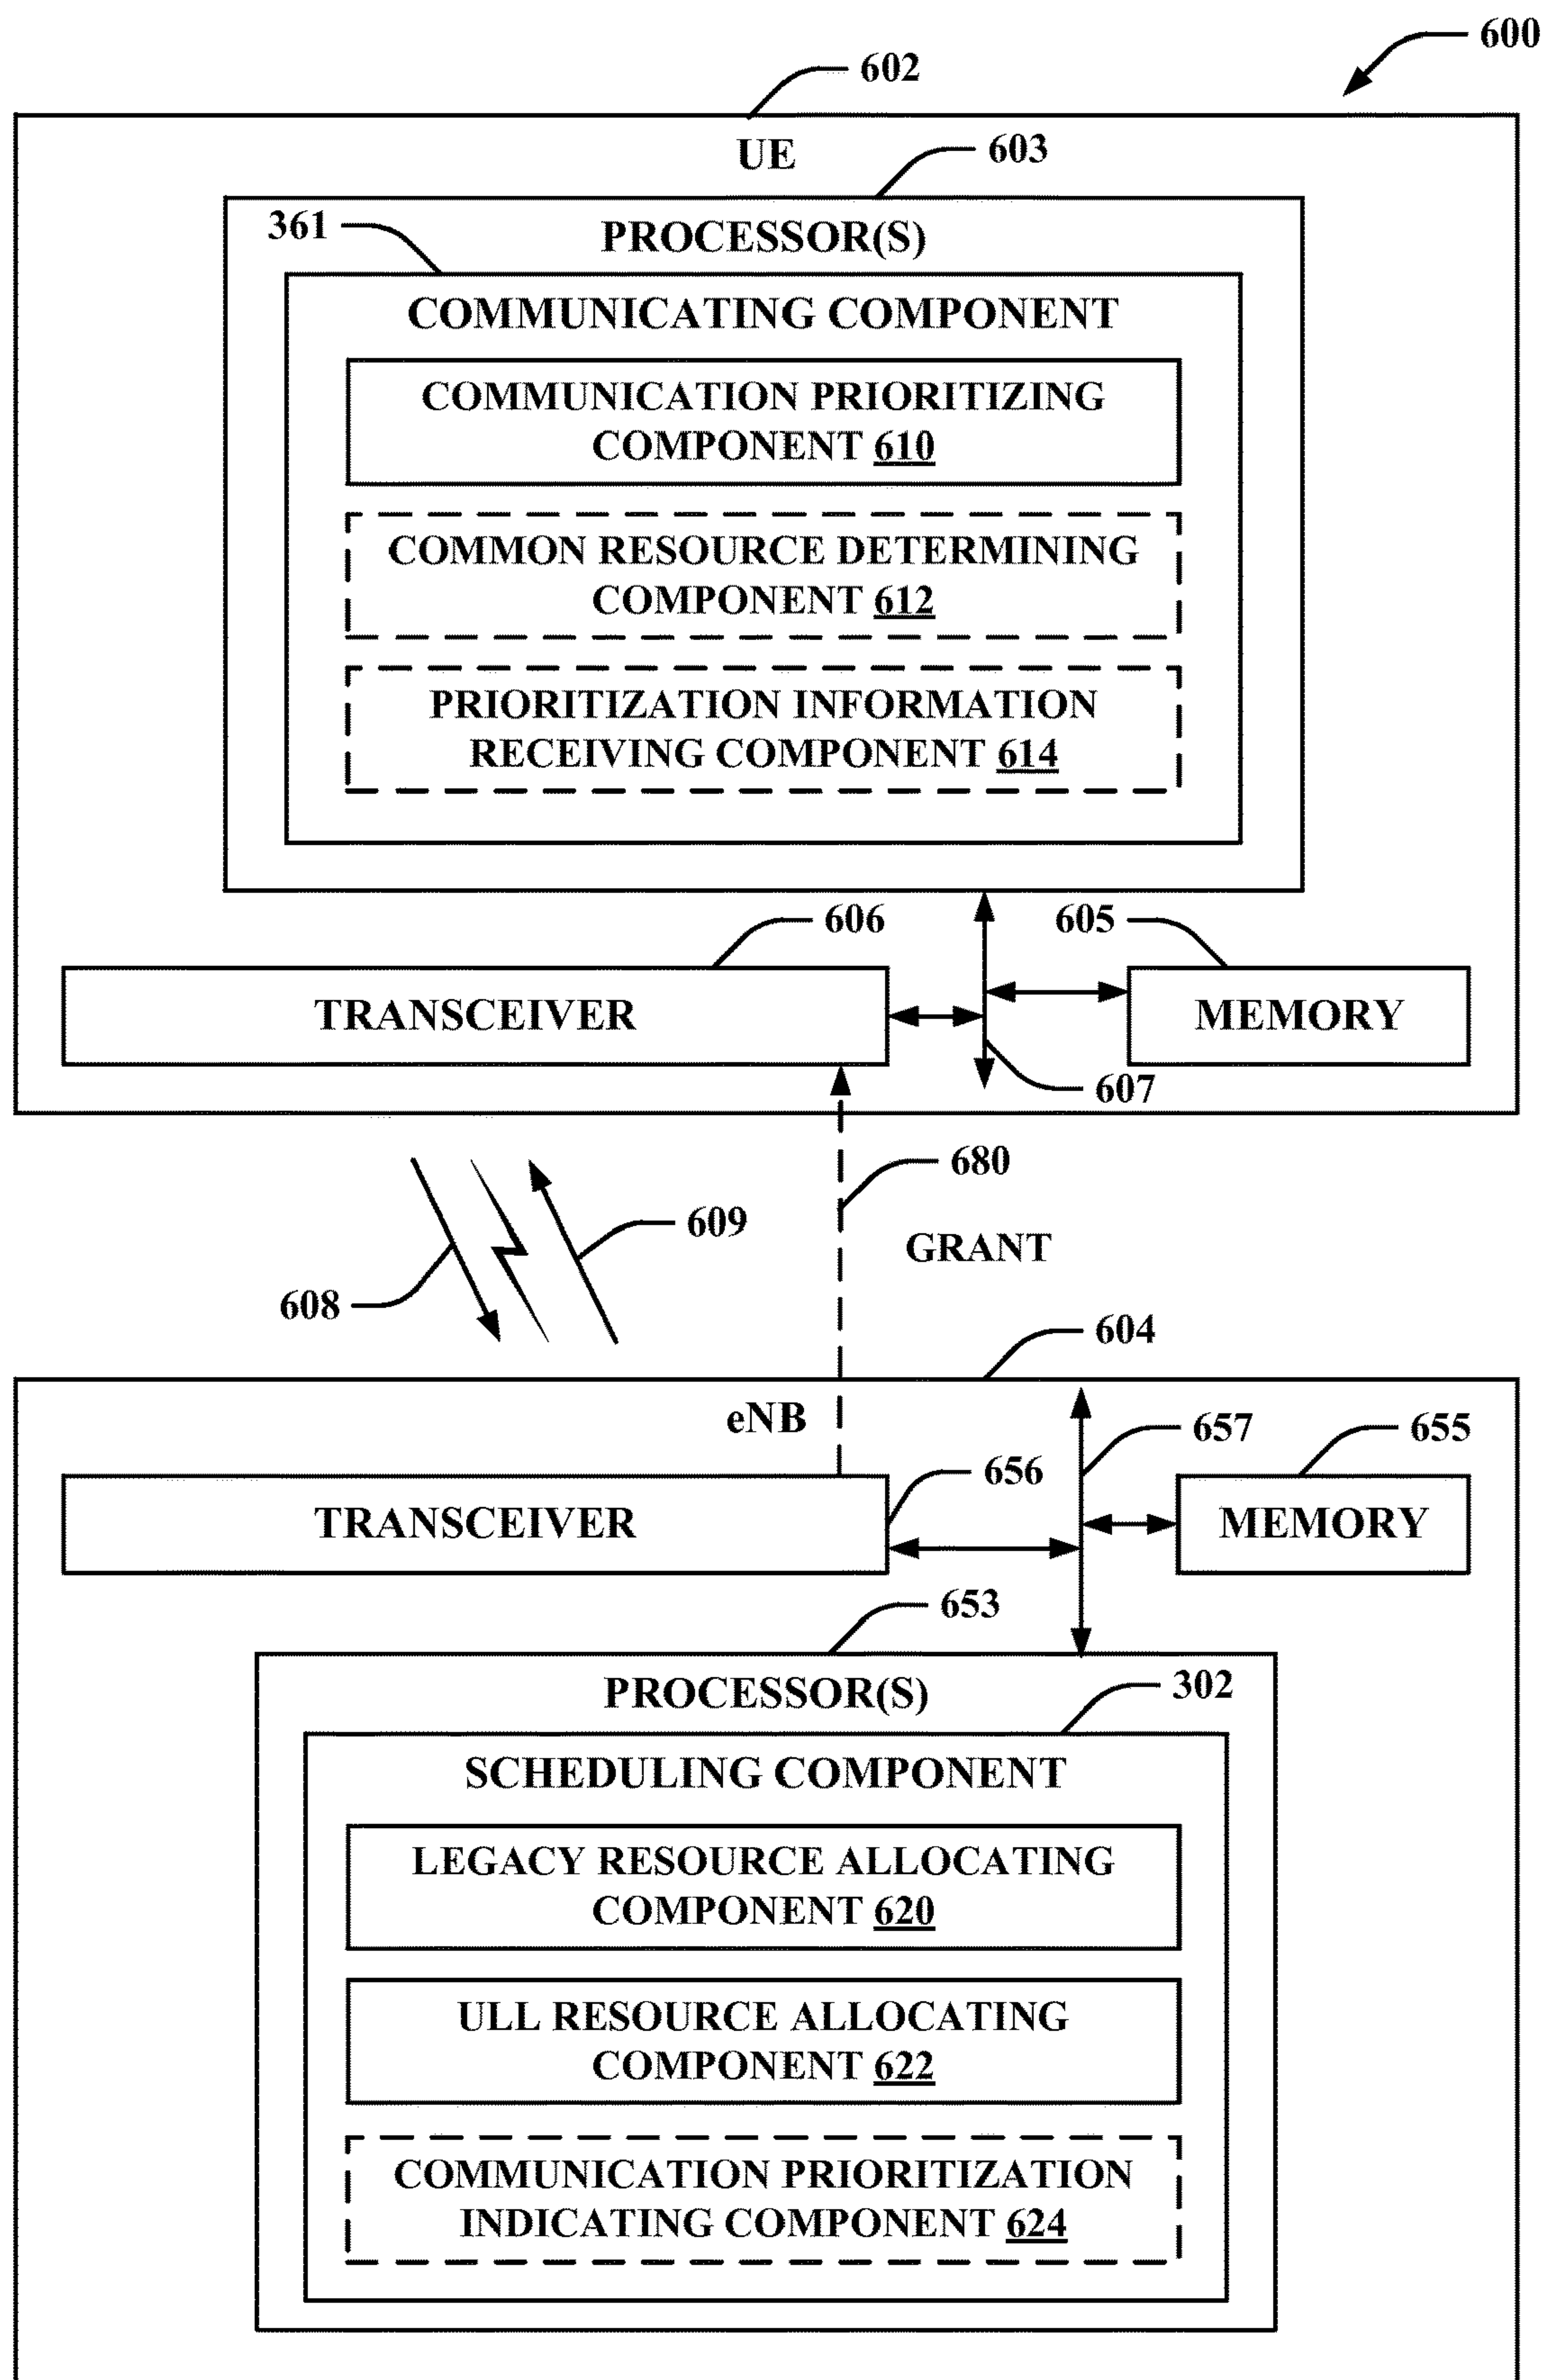 600
602
UE
603
361
PROCESSOR(S)
COMMUNICATING COMPONENT
COMMUNICATION PRIORITIZING
COMPONENT 610
COMMON RESOURCE DETERMINING
COMPONENT 612
PRIORITIZATION INFORMATION
RECEIVING COMPONENT 614
606
605
TRANSCEIVER
MEMORY
607
680
609
GRANT
608
604
eNB
657
655
656
TRANSCEIVER
MEMORY
653
PROCESSOR(S)
302
SCHEDULING COMPONENT
LEGACY RESOURCE ALLOCATING
COMPONENT 620
ULL RESOURCE ALLOCATING
COMPONENT 622
COMMUNICATION PRIORITIZATION
INDICATING COMPONENT 624